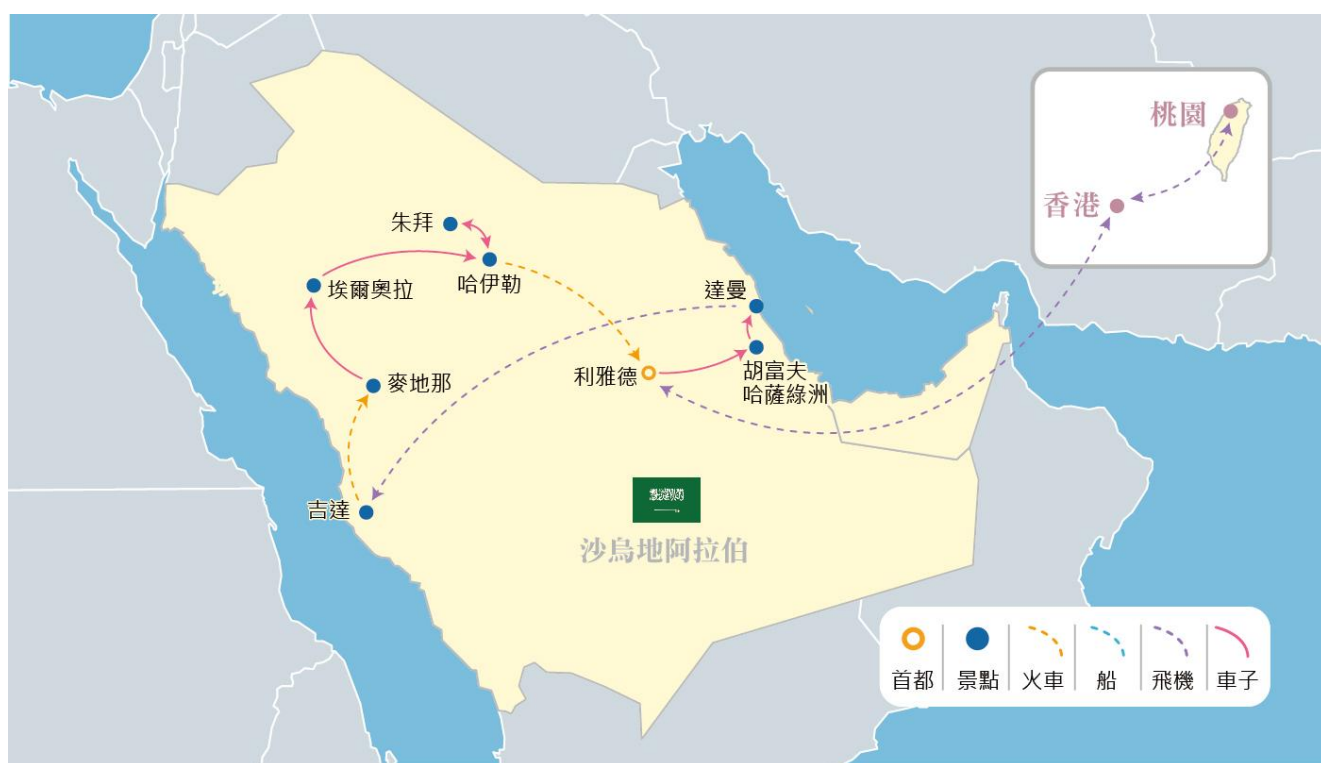 桃園
香港
朱拜
哈伊勒
埃爾奧拉
達曼
利雅德
胡富夫
哈薩綠洲
麥地那
吉達
沙烏地阿拉伯
首都
景點
火車
船
飛機
車子